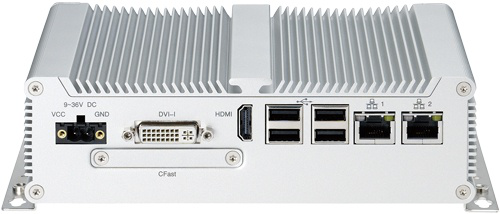 9-36V DC
VCC GND
DVI-I
HDMI
1
2
CFast